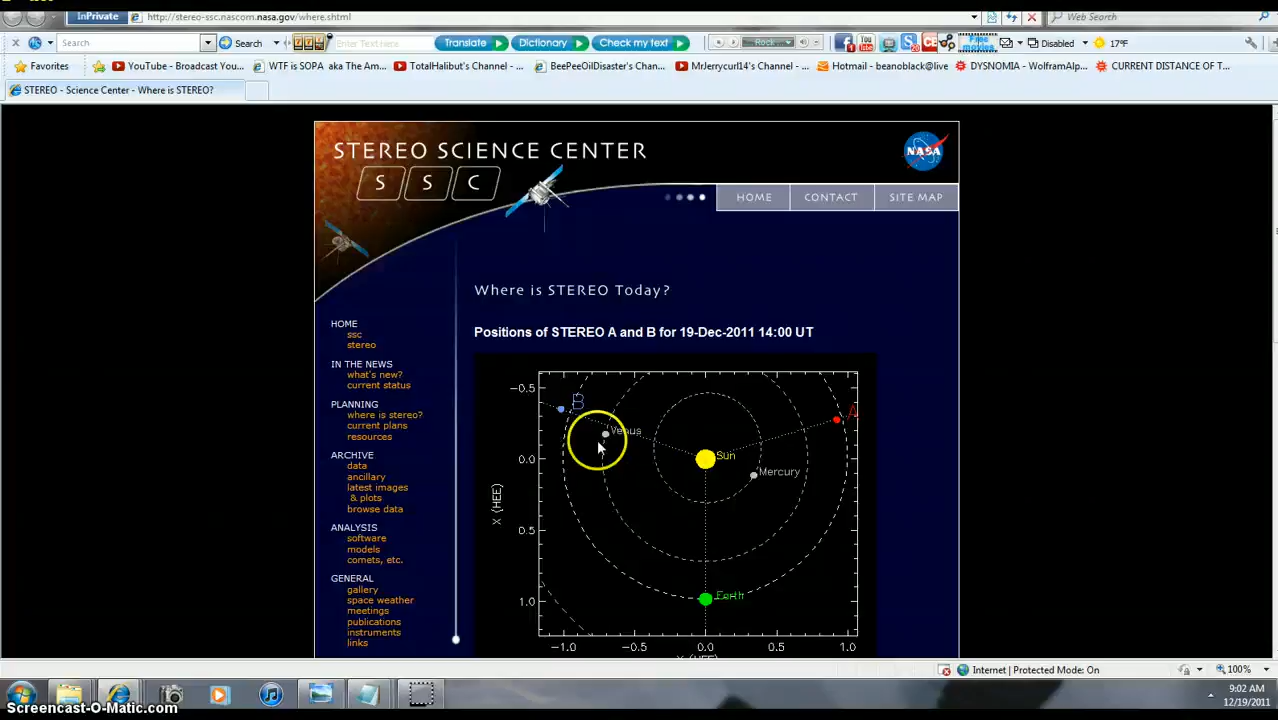 InPrivate
http://stereo-ssc.nascom.nasa.gov/where.shtml
Web Search
Search
Search
Enter Text here
Translate
Dictionary
Check my text
Rock
Free movies
Disabled
17°F
Favorites
YouTube - Broadcast You...
WTF is SOPA aka The Am...
TotalHalibut's Channel - ...
BeePeeOilDisaster's Chan...
MrJerrycurl14's Channel - ...
Hotmail - beanoblack@live
DYSNOMIA - WolframAlp...
CURRENT DISTANCE OF T...
STEREO - Science Center - Where is STEREO?
STEREO SCIENCE CENTER
S S C
NASA
HOME
CONTACT
SITE MAP
Where is STEREO Today?
Positions of STEREO A and B for 19-Dec-2011 14:00 UT
HOME
ssc
stereo
IN THE NEWS
what's new?
current status
PLANNING
where is stereo?
current plans
resources
ARCHIVE
data
ancillary
latest images
& plots
browse data
ANALYSIS
software
models
comets, etc.
GENERAL
gallery
space weather
meetings
publications
instruments
links
-0.5
0.0
0.5
1.0
X (HEE)
B
A
Venus
Sun
Mercury
Earth
-1.0
-0.5
0.0
0.5
1.0
Internet | Protected Mode: On
100%
9:02 AM
12/19/2011
Screencast-O-Matic.com